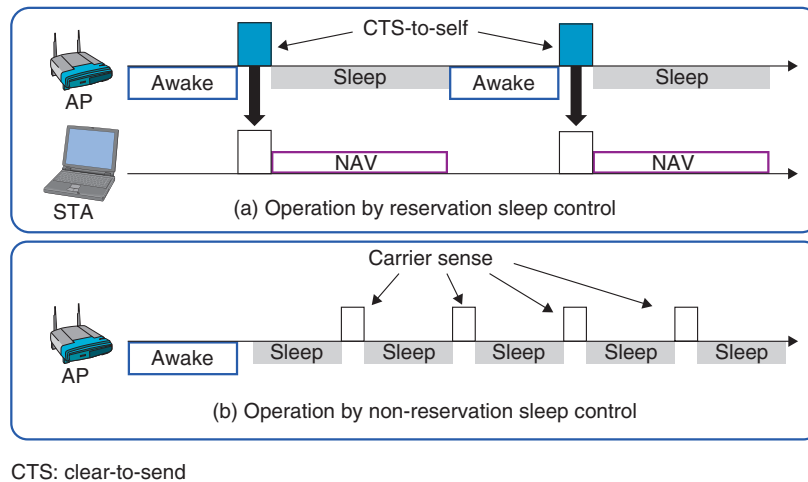 CTS-to-self
Awake
Sleep
Awake
Sleep
AP
NAV
NAV
STA
(a) Operation by reservation sleep control
Carrier sense
Awake
Sleep
Sleep
Sleep
Sleep
Sleep
AP
(b) Operation by non-reservation sleep control
CTS: clear-to-send